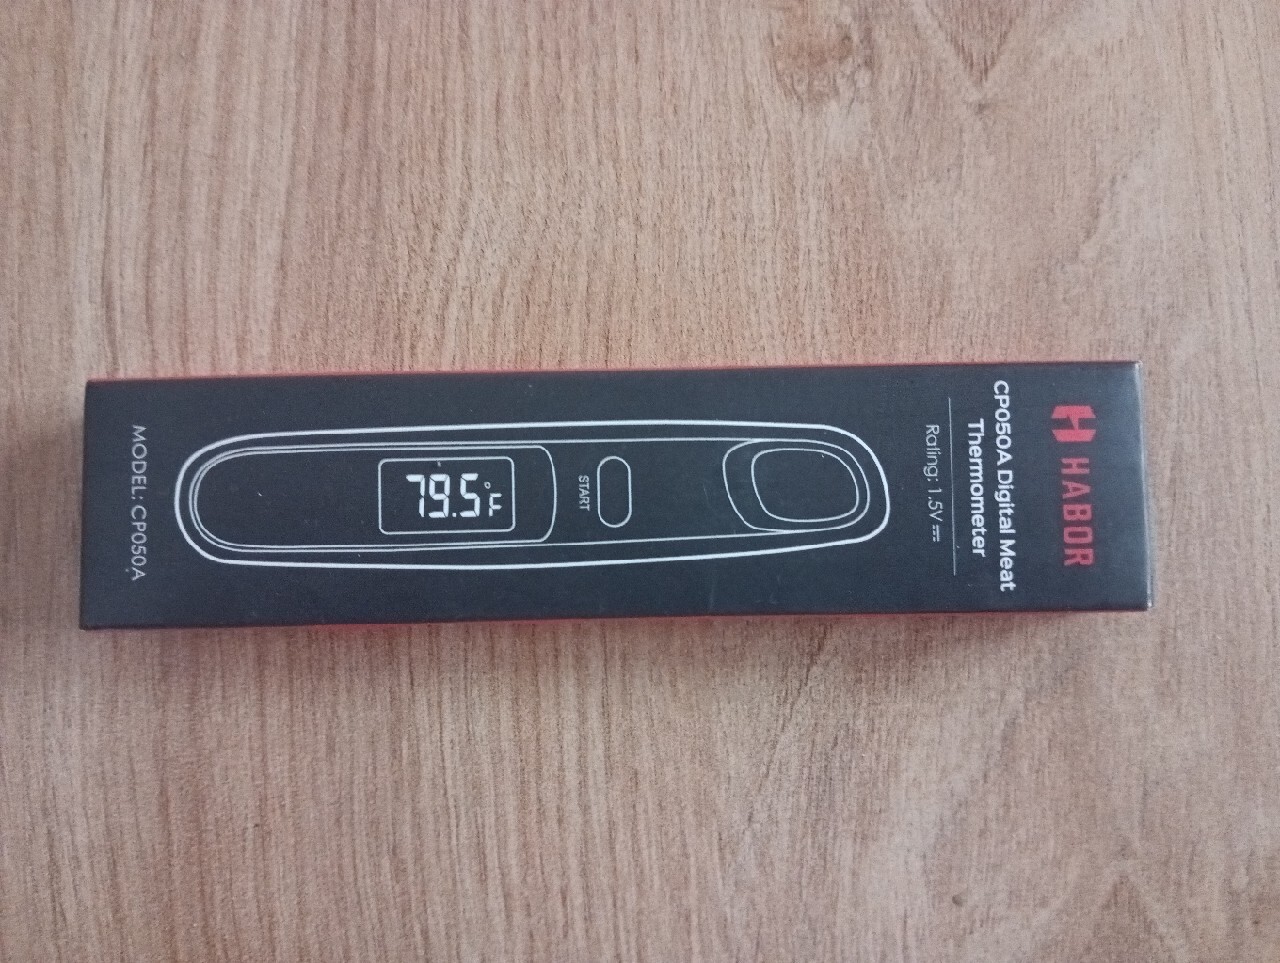 HABOR
CP050A Digital Meat
Thermometer
Rating: 1.5V⎓
START
79.5°F
MODEL: CP050A